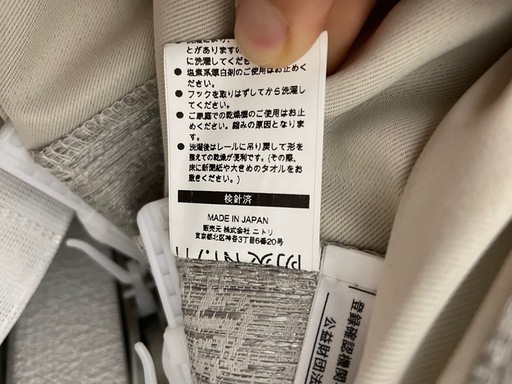 とがありますの
に洗濯してくださ
● 塩素系漂白剤のご使用はお止めく
ださい。
● フックを取りはずしてから洗濯し
てください。
● ご家庭での乾燥機のご使用はお止
めください。縮みの原因となりま
す。
● 洗濯後はレールに吊り戻して形を
整えての乾燥が便利です。(その際、
床に新聞紙や大きめのタオルをお
敷きください。)
検針済
MADE IN JAPAN
販売元 株式会社 ニトリ
東京都北区神谷3丁目6番20号
登録確認機関
公益財団法